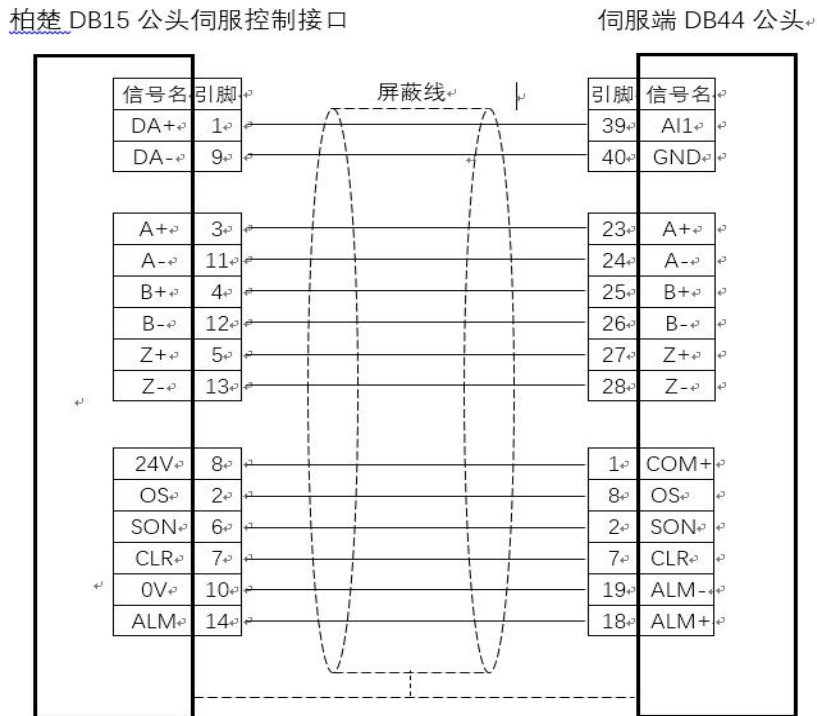 柏楚 DB15 公头伺服控制接口 伺服端 DB44 公头
屏蔽线
信号名 引脚 引脚 信号名
DA+ 1 39 AI1
DA- 9 40 GND
A+ 3 23 A+
A- 11 24 A-
B+ 4 25 B+
B- 12 26 B-
Z+ 5 27 Z+
Z- 13 28 Z-
24V 8 1 COM+
OS 2 8 OS
SON 6 2 SON
CLR 7 7 CLR
0V 10 19 ALM-
ALM 14 18 ALM+